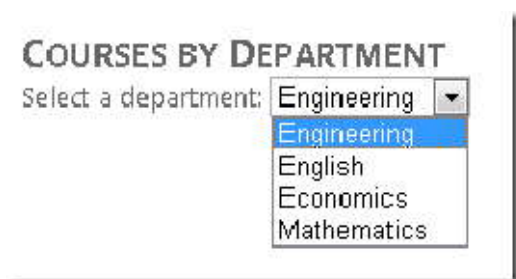 COURSES BY DEPARTMENT
Select a department: Engineering
Engineering
English
Economics
Mathematics